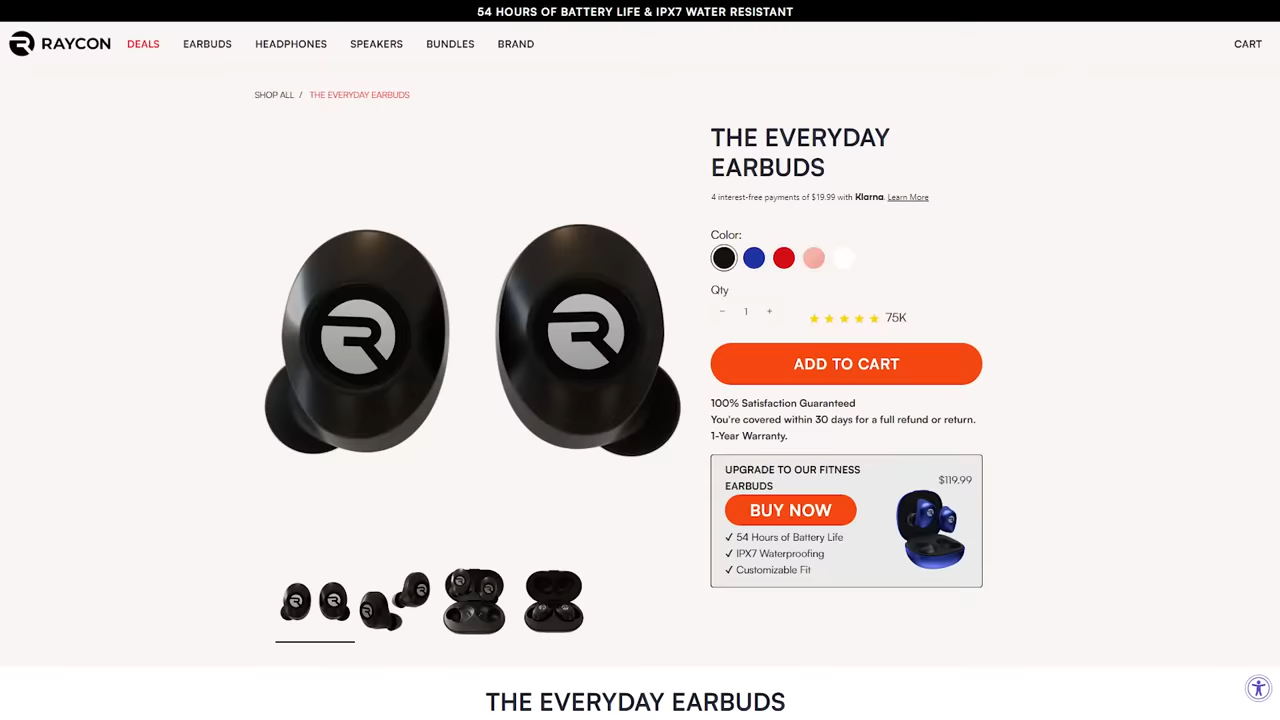 54 HOURS OF BATTERY LIFE & IPX7 WATER RESISTANT
RAYCON DEALS EARBUDS HEADPHONES SPEAKERS BUNDLES BRAND CART
SHOP ALL / THE EVERYDAY EARBUDS
THE EVERYDAY
EARBUDS
4 interest-free payments of $19.99 with Klarna. Learn More
Color:
Qty
− 1 +
75K
ADD TO CART
100% Satisfaction Guaranteed
You're covered within 30 days for a full refund or return.
1-Year Warranty.
UPGRADE TO OUR FITNESS
EARBUDS
$119.99
BUY NOW
✓ 54 Hours of Battery Life
✓ IPX7 Waterproofing
✓ Customizable Fit
THE EVERYDAY EARBUDS